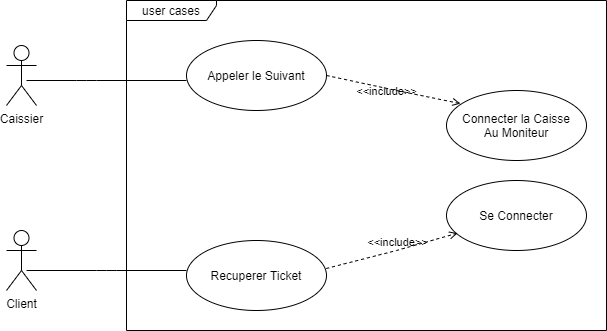 user cases
Appeler le Suivant
<<include>>
Caissier
Connecter la Caisse
Au Moniteur
Se Connecter
<<include>>
Recuperer Ticket
Client